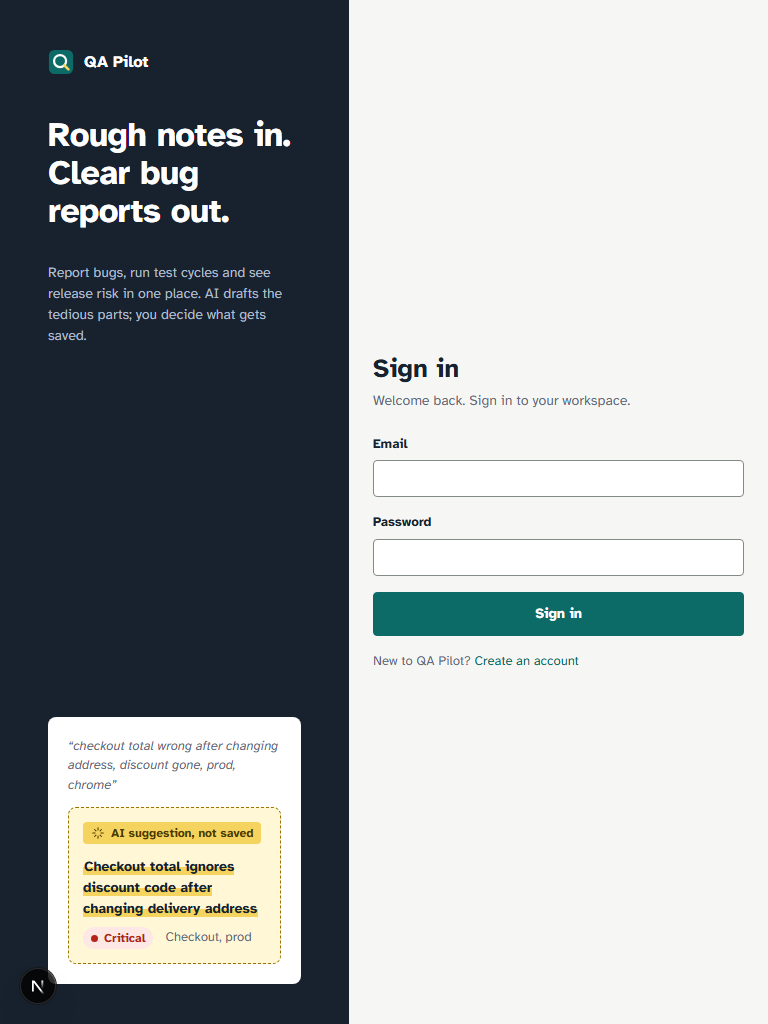 QA Pilot
Rough notes in.
Clear bug
reports out.
Report bugs, run test cycles and see
release risk in one place. AI drafts the
tedious parts; you decide what gets
saved.
“checkout total wrong after changing
address, discount gone, prod,
chrome”
AI suggestion, not saved
Checkout total ignores
discount code after
changing delivery address
Critical
Checkout, prod
N
Sign in
Welcome back. Sign in to your workspace.
Email
Password
Sign in
New to QA Pilot? Create an account